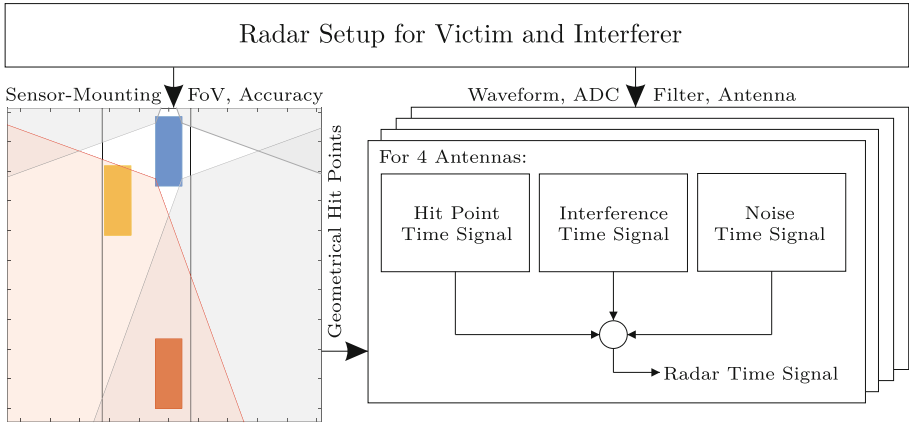 Radar Setup for Victim and Interferer
Sensor-Mounting FoV, Accuracy
Waveform, ADC Filter, Antenna
Geometrical Hit Points
For 4 Antennas:
Hit Point
Time Signal
Interference
Time Signal
Noise
Time Signal
Radar Time Signal